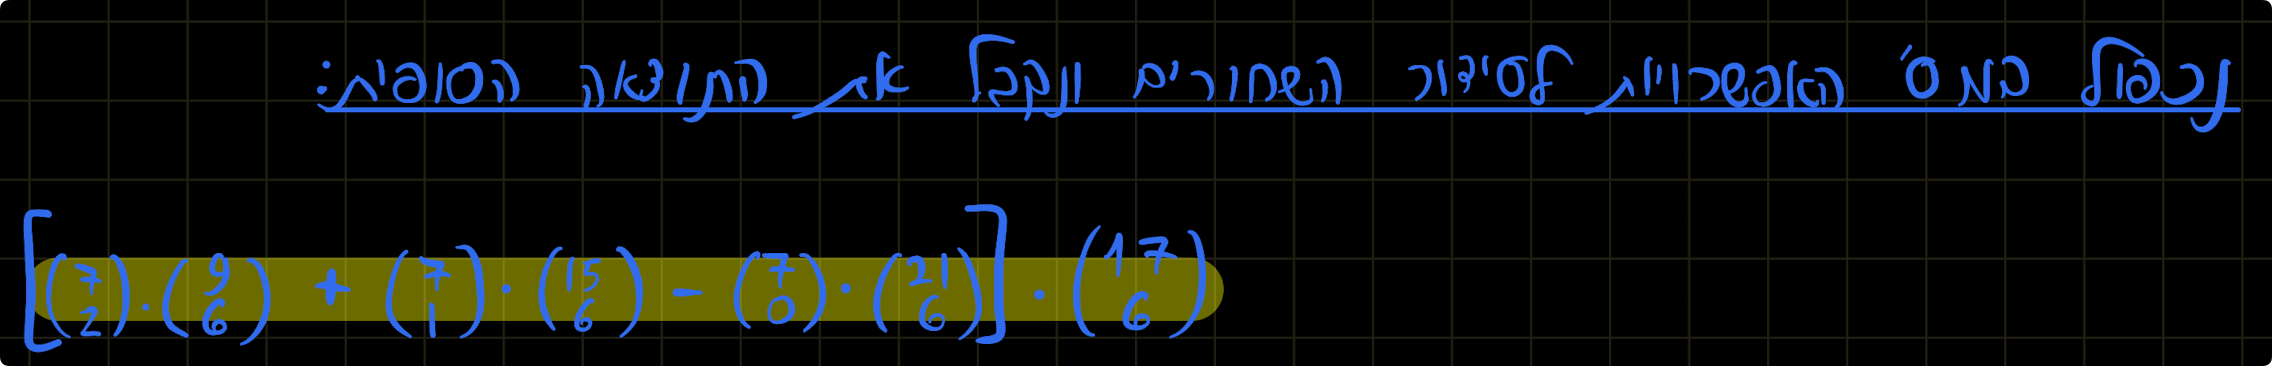 נכפול במס' האפשרויות לסידור השחורים ונקבל את התוצאה הסופית:
[(7 2)·(9 6) + (7 1)·(15 6) − (7 0)·(21 6)]·(17 6)